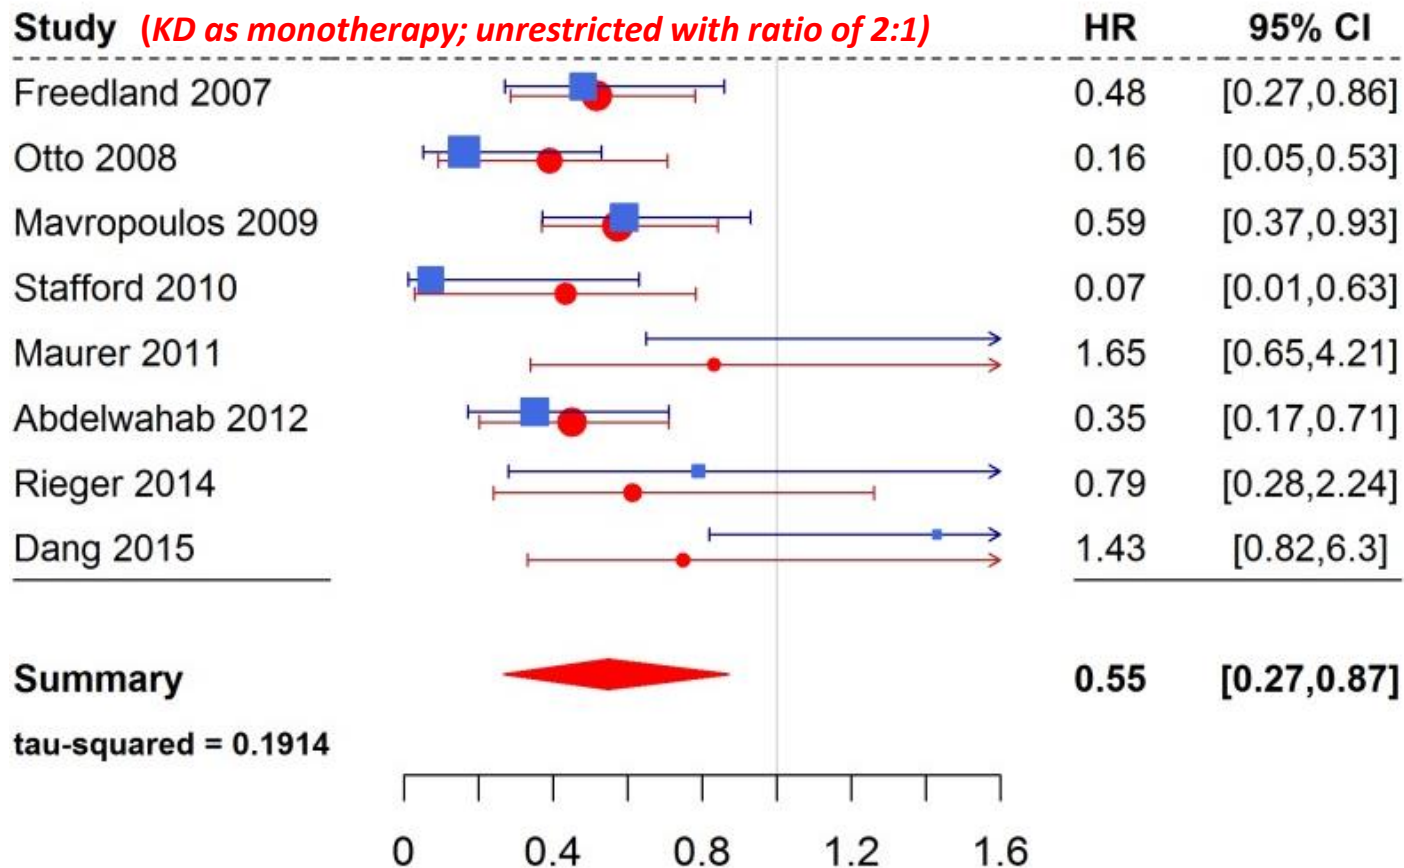 Study (KD as monotherapy; unrestricted with ratio of 2:1) HR 95% CI
Freedland 2007 0.48 [0.27,0.86]
Otto 2008 0.16 [0.05,0.53]
Mavropoulos 2009 0.59 [0.37,0.93]
Stafford 2010 0.07 [0.01,0.63]
Maurer 2011 1.65 [0.65,4.21]
Abdelwahab 2012 0.35 [0.17,0.71]
Rieger 2014 0.79 [0.28,2.24]
Dang 2015 1.43 [0.82,6.3]
Summary 0.55 [0.27,0.87]
tau-squared = 0.1914
0 0.4 0.8 1.2 1.6